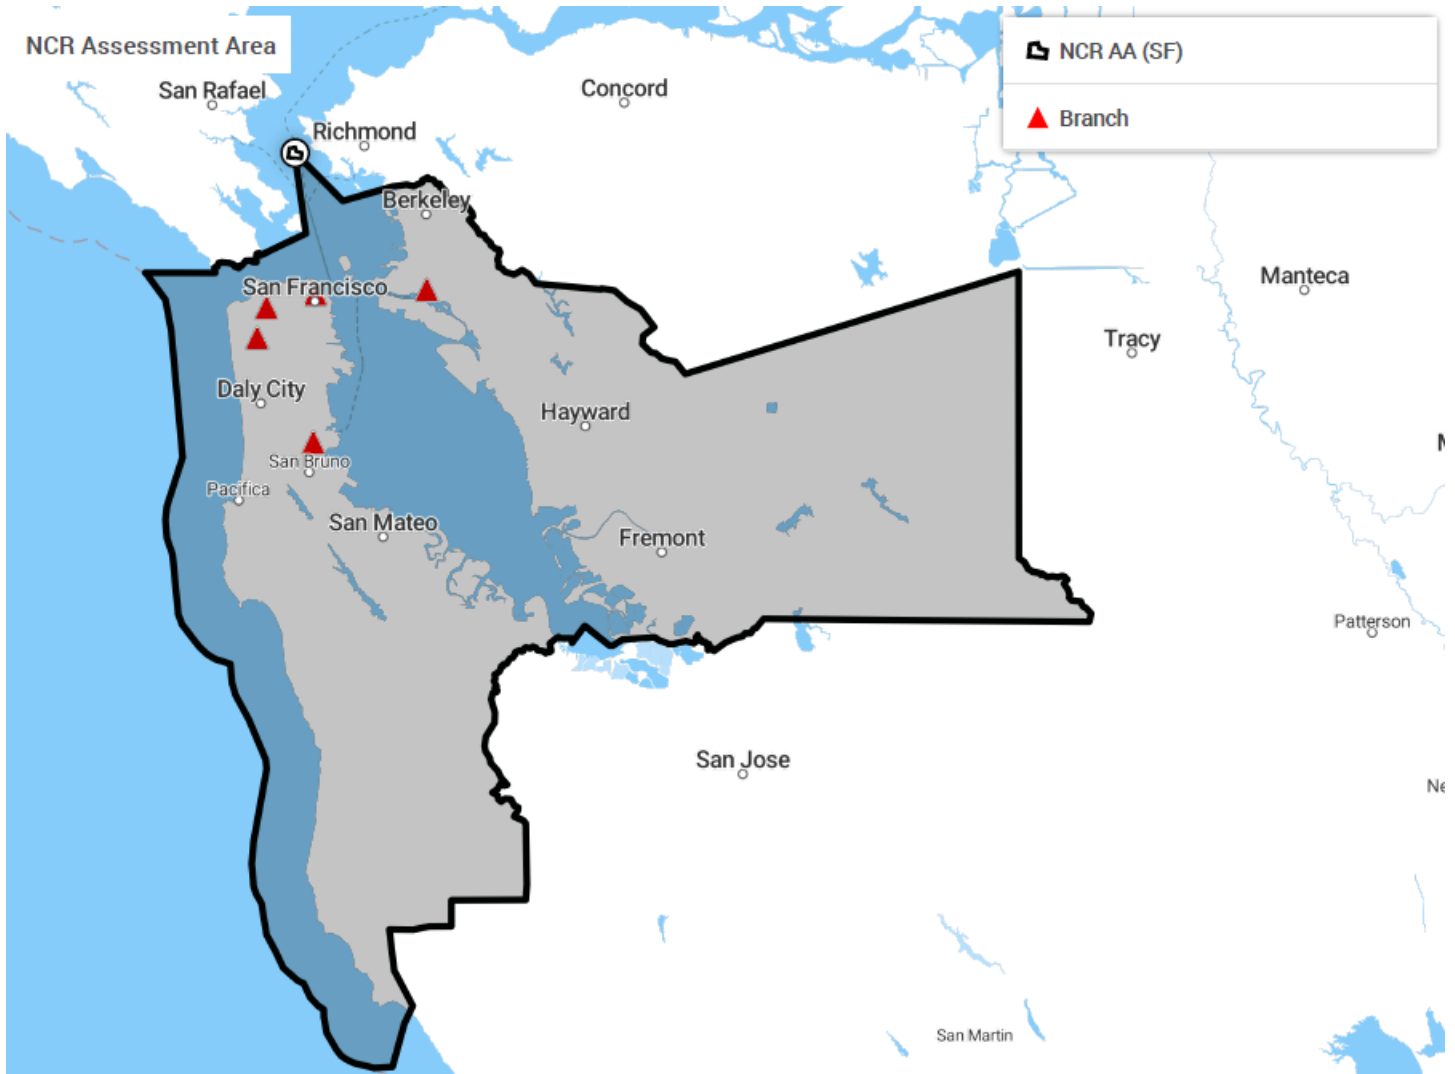 NCR Assessment Area
NCR AA (SF)
Branch
San Rafael
Concord
Richmond
Berkeley
San Francisco
Manteca
Tracy
Daly City
Hayward
San Bruno
Pacifica
San Mateo
Fremont
Patterson
San Jose
Ne
San Martin